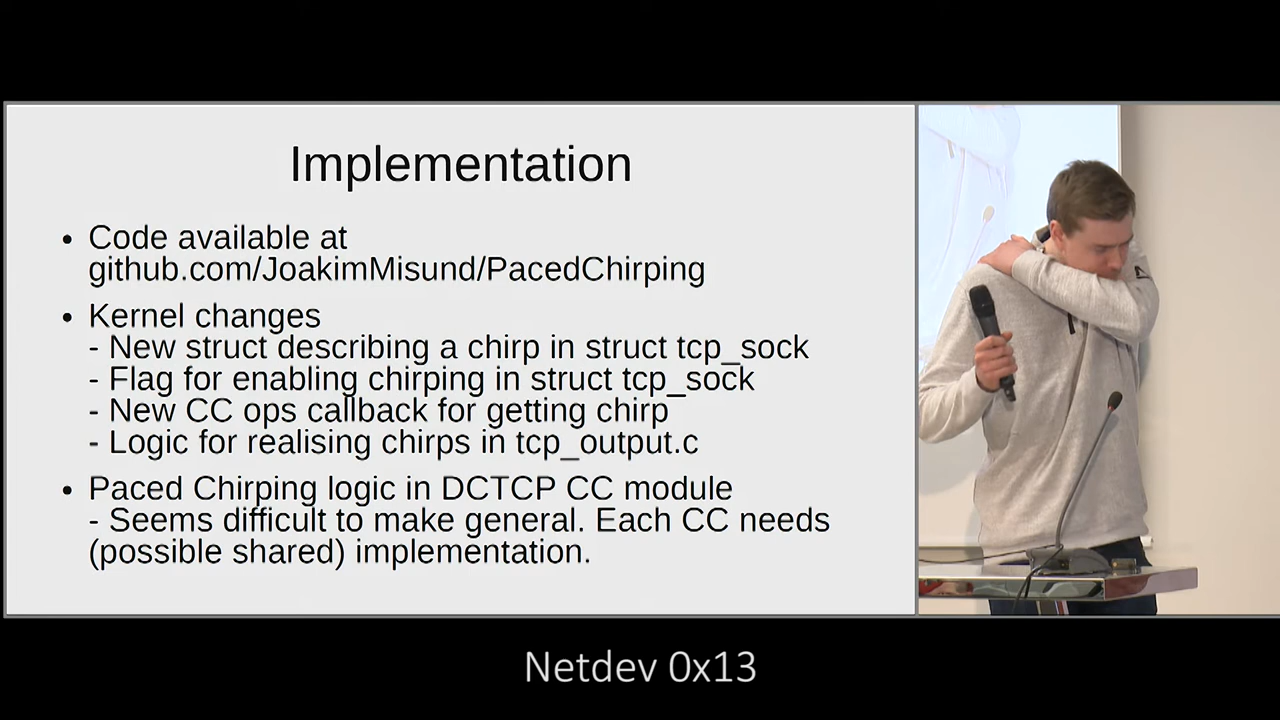 Implementation
• Code available at
github.com/JoakimMisund/PacedChirping
• Kernel changes
- New struct describing a chirp in struct tcp_sock
- Flag for enabling chirping in struct tcp_sock
- New CC ops callback for getting chirp
- Logic for realising chirps in tcp_output.c
• Paced Chirping logic in DCTCP CC module
- Seems difficult to make general. Each CC needs
(possible shared) implementation.
Netdev 0x13